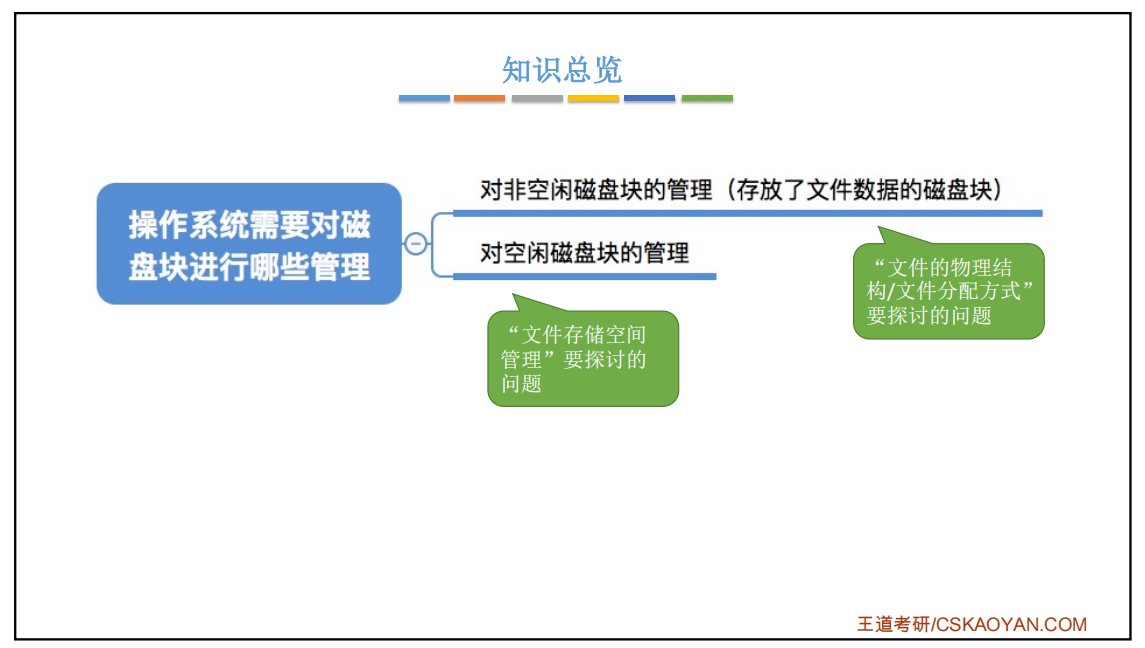 知识总览
操作系统需要对磁
盘块进行哪些管理
对非空闲磁盘块的管理（存放了文件数据的磁盘块）
对空闲磁盘块的管理
“文件的物理结
构/文件分配方式”
要探讨的问题
“文件存储空间
管理”要探讨的
问题
王道考研/CSKAOYAN.COM